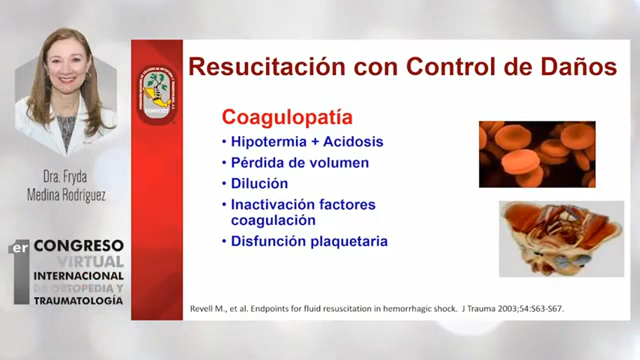 Dra. Fryda
Medina Rodríguez
1er CONGRESO
VIRTUAL
INTERNACIONAL
DE ORTOPEDIA Y
TRAUMATOLOGÍA
Resucitación con Control de Daños
Coagulopatía
• Hipotermia + Acidosis
• Pérdida de volumen
• Dilución
• Inactivación factores
coagulación
• Disfunción plaquetaria
Revell M., et al. Endpoints for fluid resuscitation in hemorrhagic shock. J Trauma 2003;54:S63-S67.